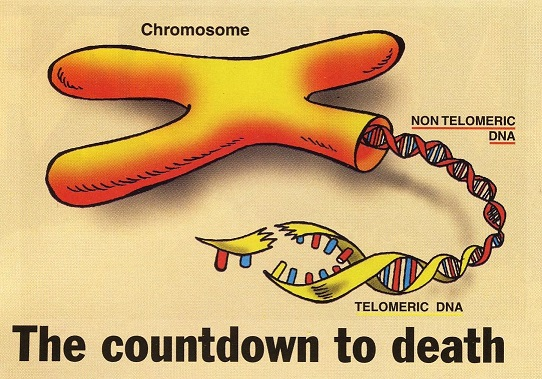 Chromosome
NON TELOMERIC
DNA
TELOMERIC DNA
The countdown to death